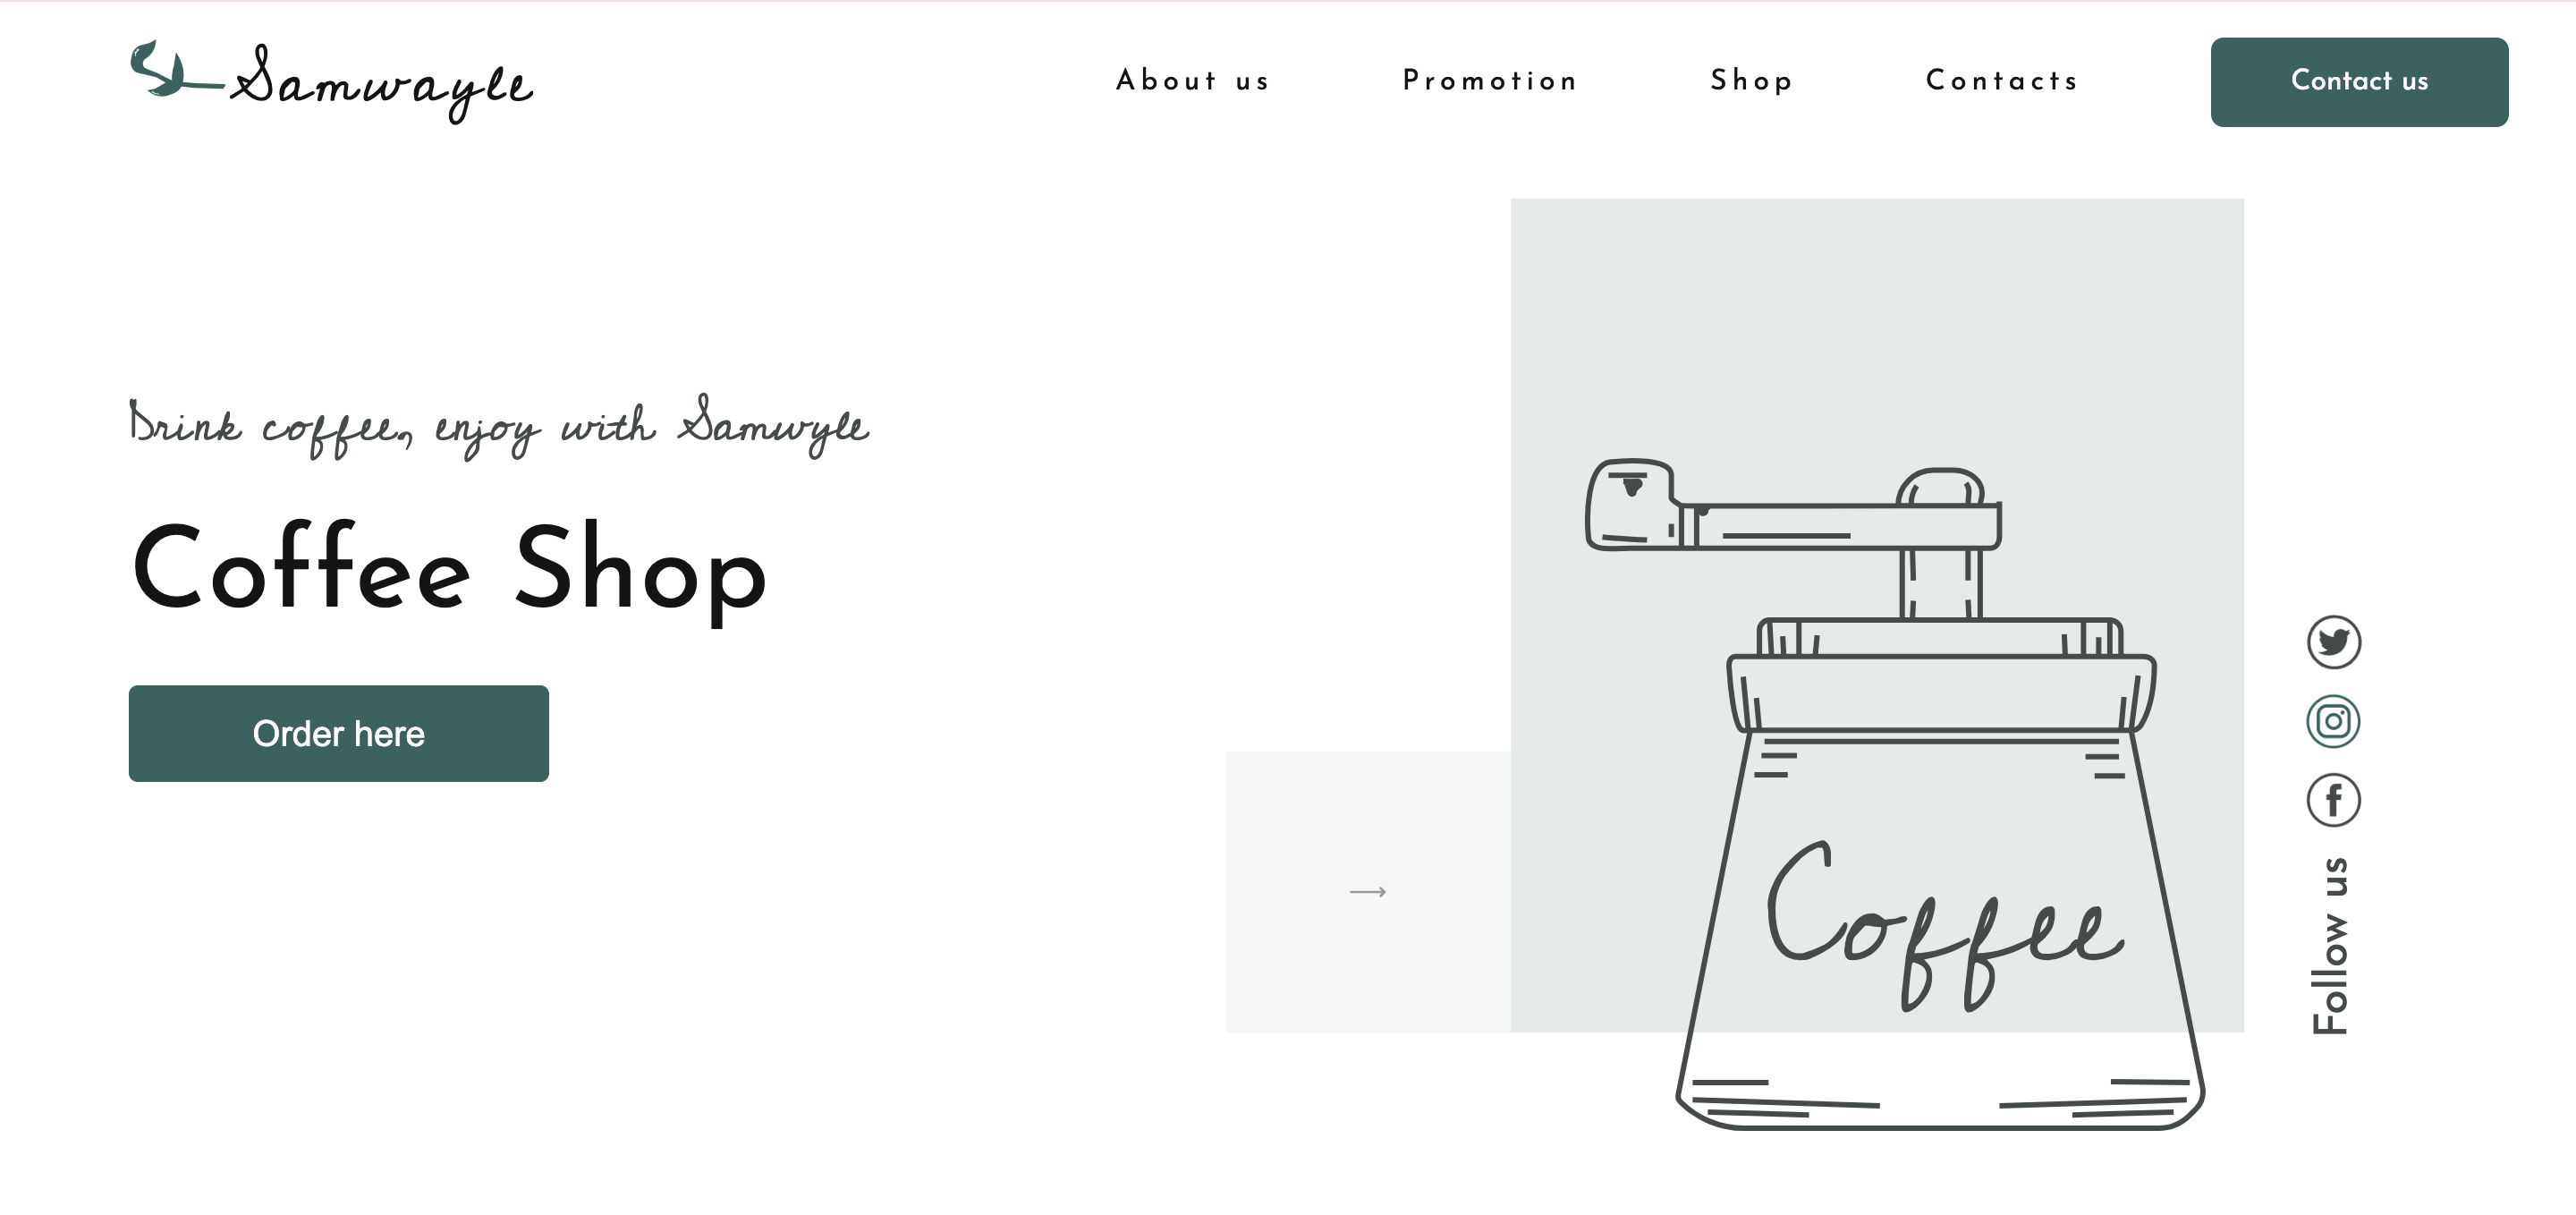 Samwayle
About us
Promotion
Shop
Contacts
Contact us
Drink coffee, enjoy with Samwyle
Coffee Shop
Order here
Coffee
Follow us